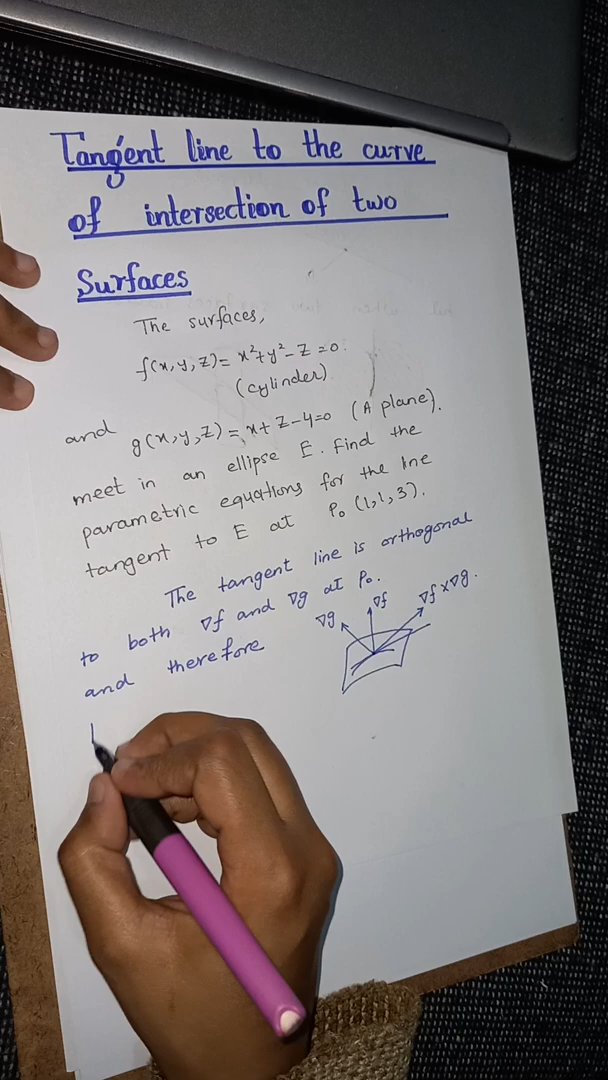 Tangent line to the curve
of intersection of two
Surfaces
The surfaces,
f(x,y,z)= x²+y²-z=0.
(cylinder)
and g(x,y,z)=x+z-4=0 (A plane).
meet in an ellipse E. Find the
parametric equations for the line
tangent to E at P₀ (1,1,3).
The tangent line is orthogonal
to both ∇f and ∇g at P₀.
and therefore
∇g ∇f ∇f×∇g.